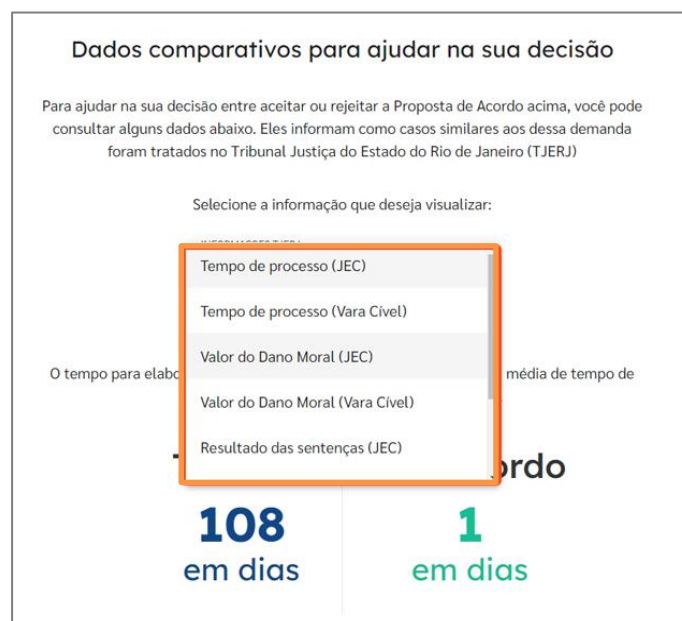 Dados comparativos para ajudar na sua decisão
Para ajudar na sua decisão entre aceitar ou rejeitar a Proposta de Acordo acima, você pode
consultar alguns dados abaixo. Eles informam como casos similares aos dessa demanda
foram tratados no Tribunal Justiça do Estado do Rio de Janeiro (TJERJ)
Selecione a informação que deseja visualizar:
Tempo de processo (JEC)
Tempo de processo (Vara Cível)
Valor do Dano Moral (JEC)
O tempo para média de tempo de
Valor do Dano Moral (Vara Cível)
Resultado das sentenças (JEC)
108 1
em dias em dias